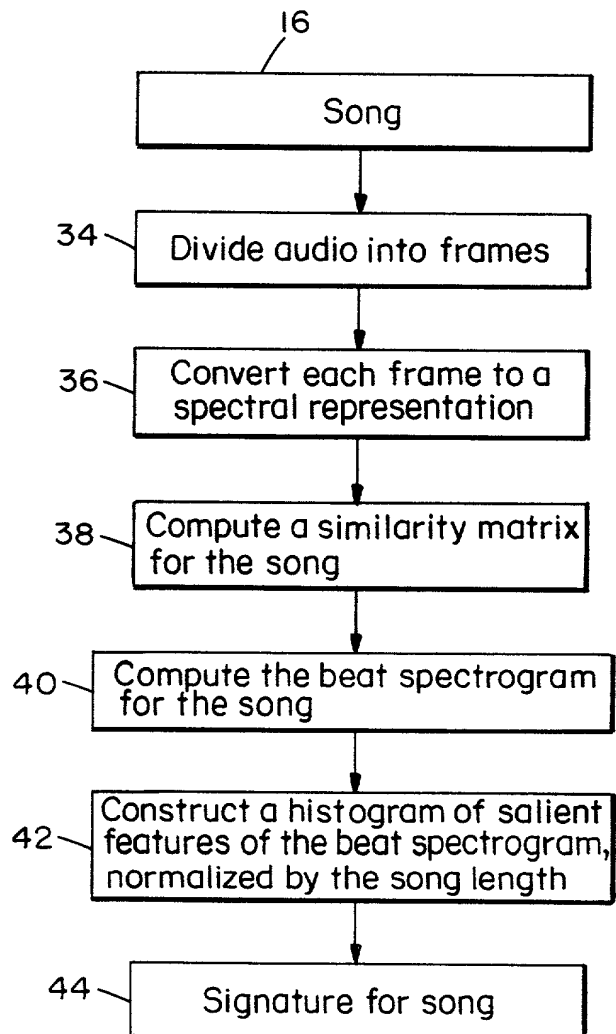 16
Song
34
Divide audio into frames
36
Convert each frame to a
spectral representation
38
Compute a similarity matrix
for the song
40
Compute the beat spectrogram
for the song
42
Construct a histogram of salient
features of the beat spectrogram,
normalized by the song length
44
Signature for song